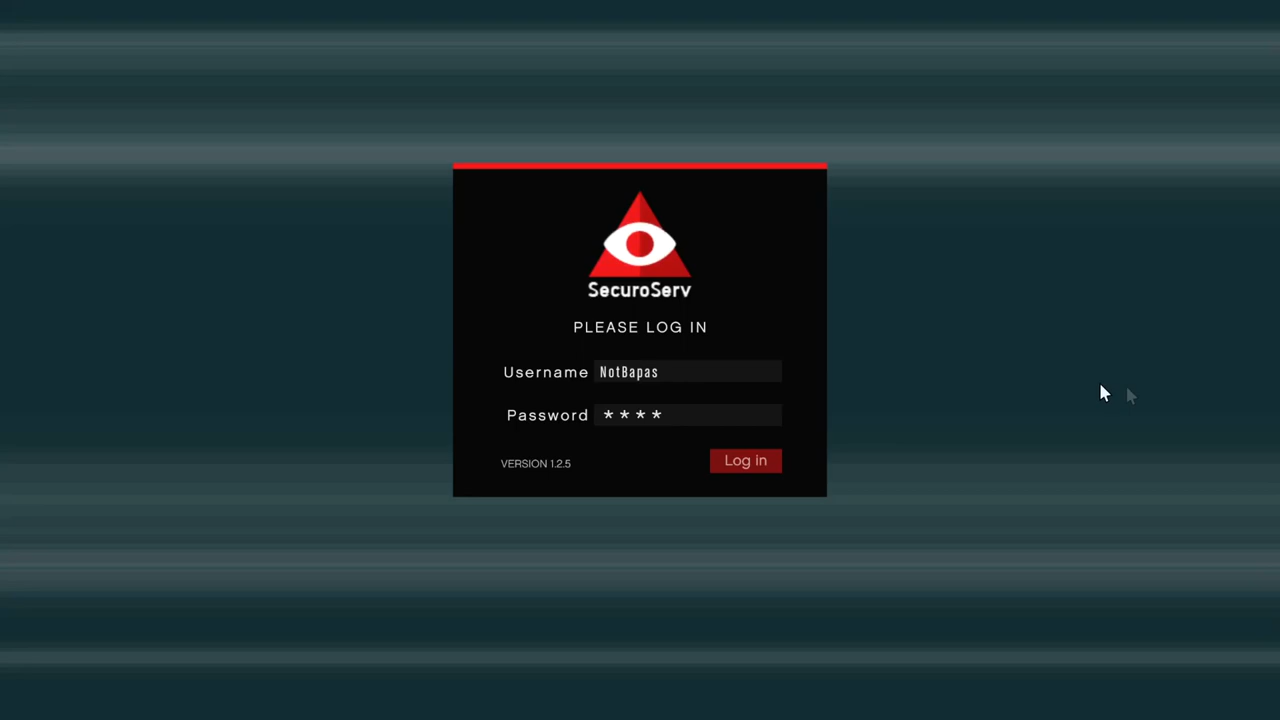 SecuroServ
PLEASE LOG IN
Username NotBapas
Password ****
VERSION 1.2.5 Log in